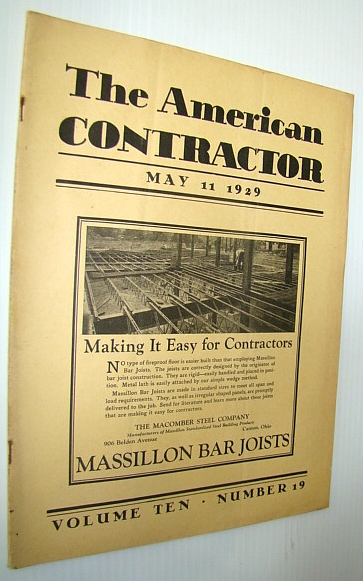 The American
CONTRACTOR
MAY 11 1929
Making It Easy for Contractors
NO type of fireproof floor is easier built than that employing Massillon
Bar Joists. The joists are correctly designed by the originator of
bar joist construction. They are rigid—easily handled and placed in posi-
tion. Metal lath is easily attached by our simple wedge method.
Massillon Bar Joists are made in standard sizes to meet all span and
load requirements. They, as well as irregular shaped panels, are promptly
delivered to the job. Send for literature and learn more about these joists
that are making it easy for contractors.
THE MACOMBER STEEL COMPANY
Manufacturers of Massillon Standardized Steel Building Products
906 Belden Avenue Canton, Ohio
MASSILLON BAR JOISTS
VOLUME TEN · NUMBER 19